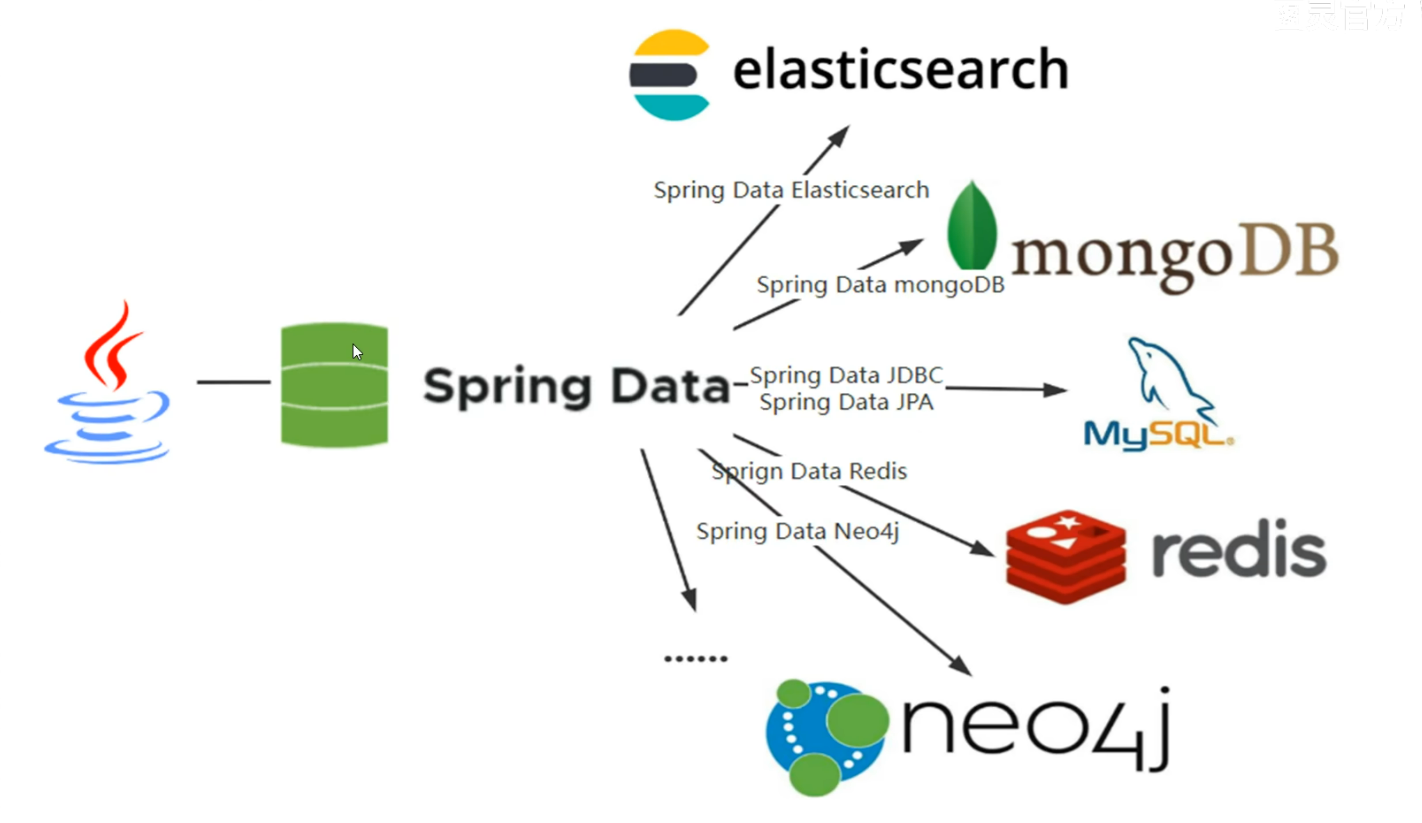 elasticsearch
Spring Data Elasticsearch
mongoDB
Spring Data mongoDB
Spring Data
Spring Data JDBC
Spring Data JPA
MySQL®
Sprign Data Redis
redis
Spring Data Neo4j
......
neo4j